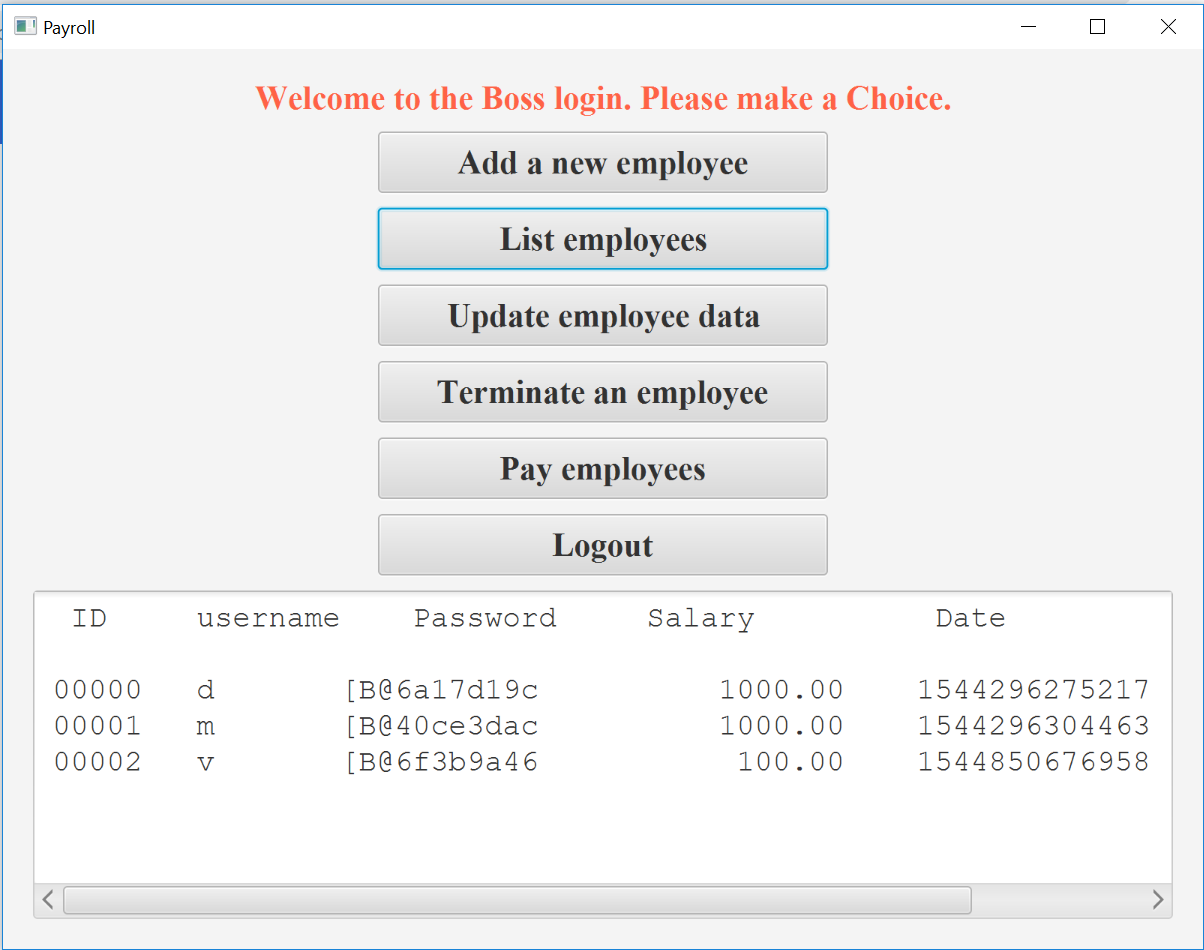 Payroll
Welcome to the Boss login. Please make a Choice.
Add a new employee
List employees
Update employee data
Terminate an employee
Pay employees
Logout
ID username Password Salary Date
00000 d [B@6a17d19c 1000.00 1544296275217
00001 m [B@40ce3dac 1000.00 1544296304463
00002 v [B@6f3b9a46 100.00 1544850676958